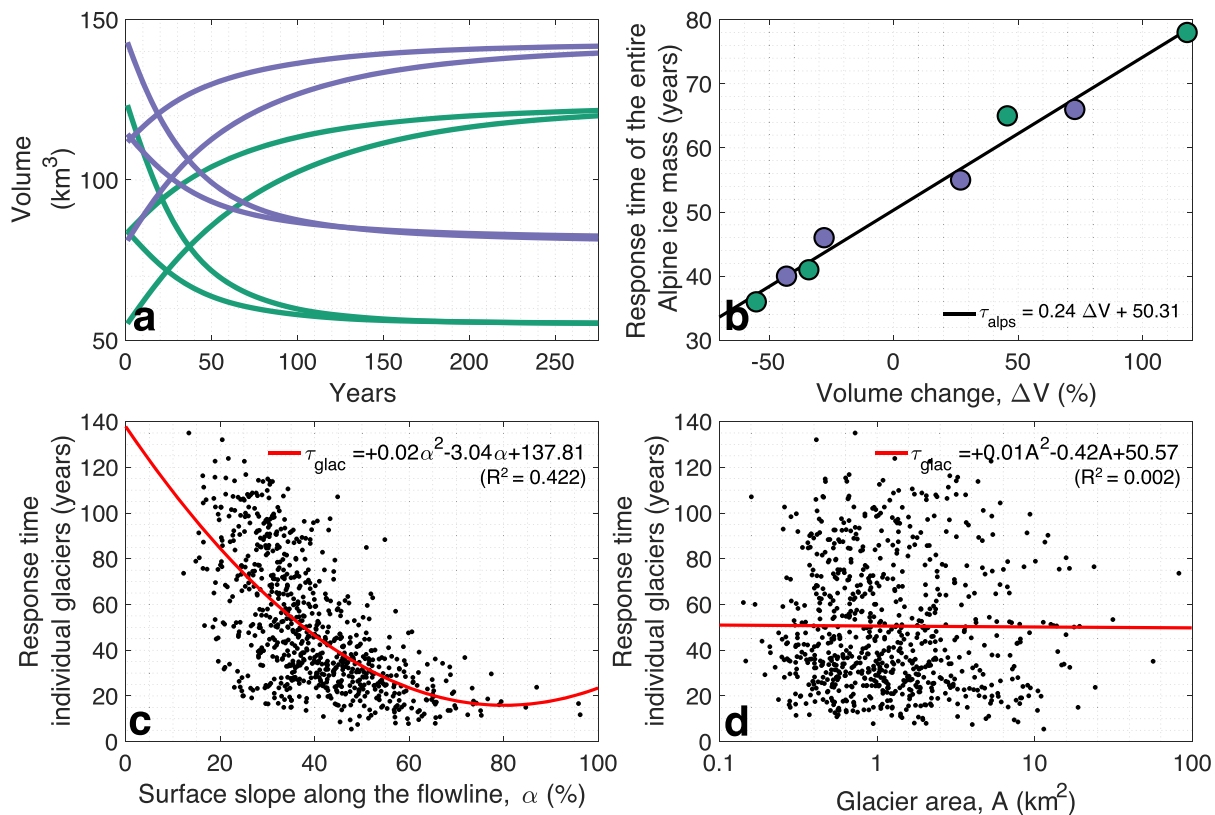 150
100
50
0
50
100
150
200
250
Volume
(km3)
Years
a
80
70
60
50
40
30
-50
0
50
100
Response time of the entire
Alpine ice mass (years)
Volume change, ΔV (%)
b
τalps = 0.24 ΔV + 50.31
140
120
100
80
60
40
20
0
0
20
40
60
80
100
Response time
individual glaciers (years)
Surface slope along the flowline, α (%)
c
τglac =+0.02α2-3.04α+137.81
(R2 = 0.422)
140
120
100
80
60
40
20
0
0.1
1
10
100
Response time
individual glaciers (years)
Glacier area, A (km2)
d
τglac =+0.01A2-0.42A+50.57
(R2 = 0.002)